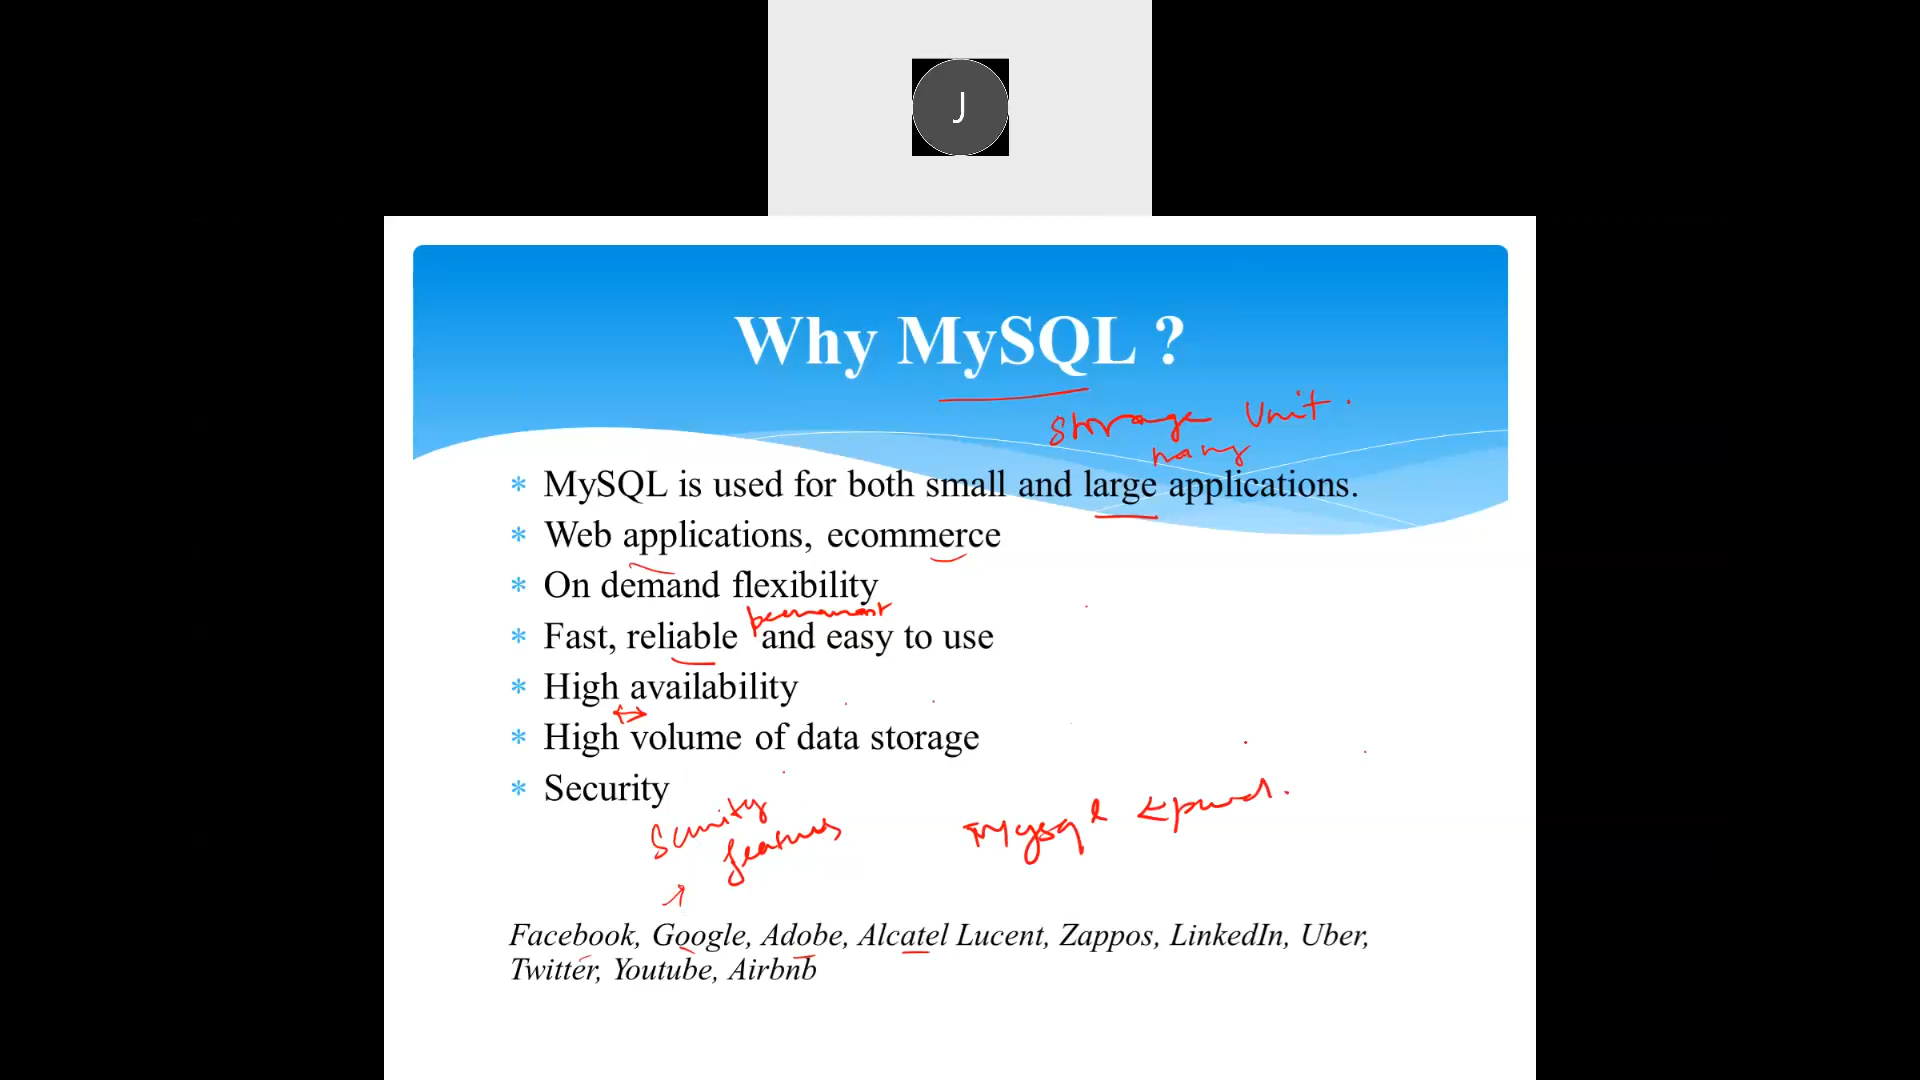 J
Why MySQL ?
Storage Unit.
* MySQL is used for both small and large applications.
* Web applications, ecommerce
* On demand flexibility
permanent
* Fast, reliable and easy to use
* High availability
* High volume of data storage
* Security
Security
features
Mysql
Facebook, Google, Adobe, Alcatel Lucent, Zappos, LinkedIn, Uber,
Twitter, Youtube, Airbnb